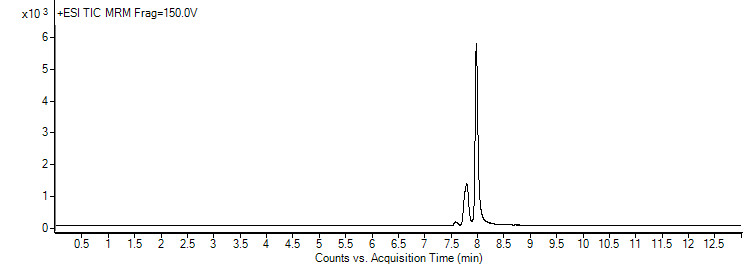 x10 3 +ESI TIC MRM Frag=150.0V
6
5
4
3
2
1
0
0.5 1 1.5 2 2.5 3 3.5 4 4.5 5 5.5 6 6.5 7 7.5 8 8.5 9 9.5 10 10.5 11 11.5 12 12.5
Counts vs. Acquisition Time (min)